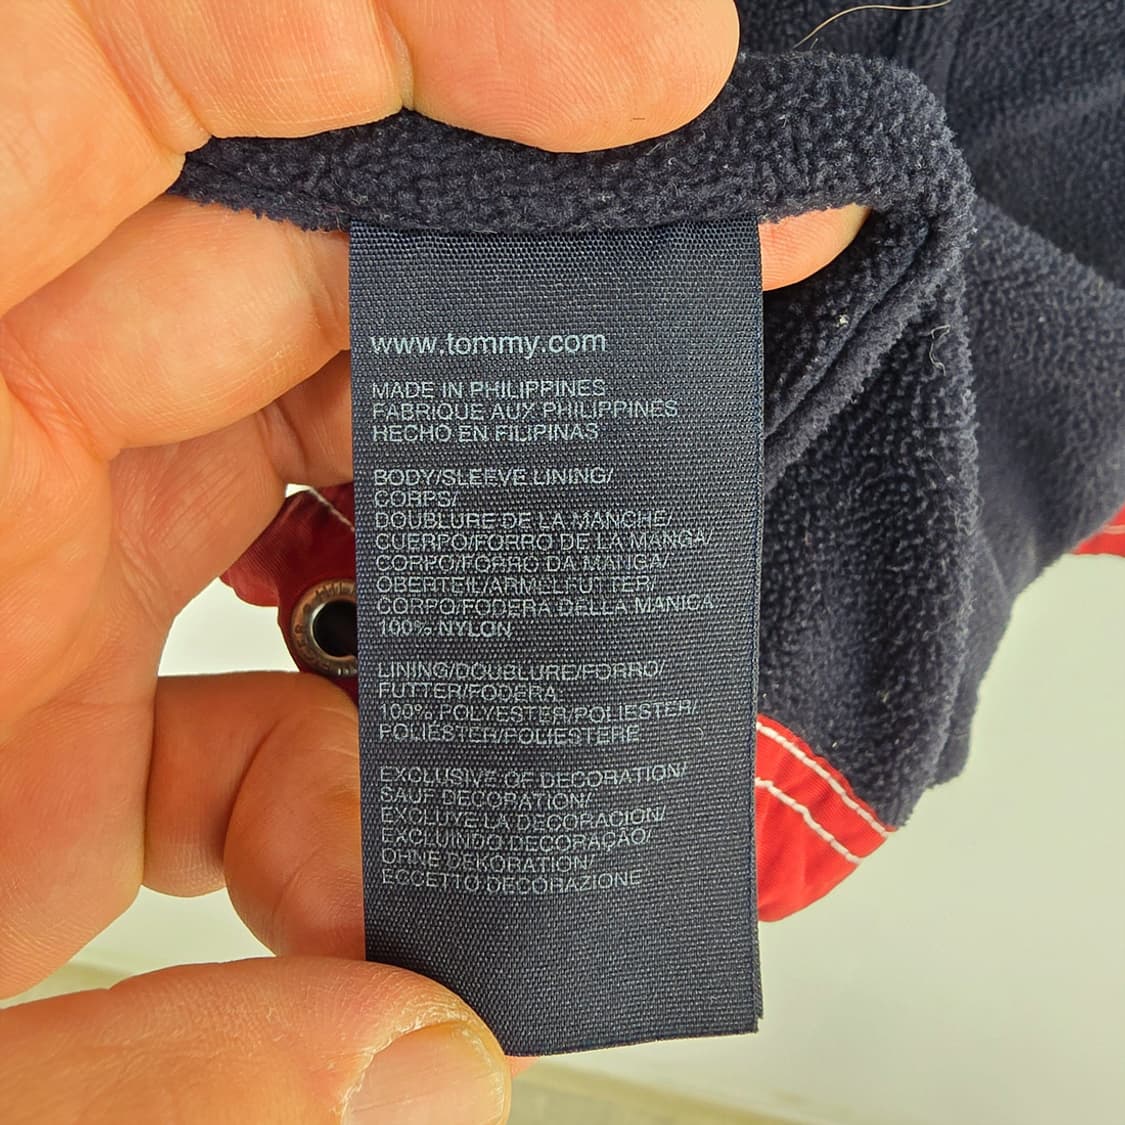 www.tommy.com
MADE IN PHILIPPINES
FABRIQUE AUX PHILIPPINES
HECHO EN FILIPINAS
BODY/SLEEVE LINING/
CORPS/
DOUBLURE DE LA MANCHE/
CUERPO/FORRO DE LA MANGA/
CORPO/FORRO DA MANGA/
OBERTEIL/ARMELFUTTER/
CORPO/FODERA DELLA MANICA
100% NYLON
LINING/DOUBLURE/FORRO/
FUTTER/FODERA
100% POLYESTER/POLIESTER/
POLIÉSTER/POLIESTERE
EXCLUSIVE OF DECORATION/
SAUF DECORATION/
EXCLUYE LA DECORACION/
EXCLUINDO DECORAÇÃO/
OHNE DEKORATION/
ECCETTO DECORAZIONE